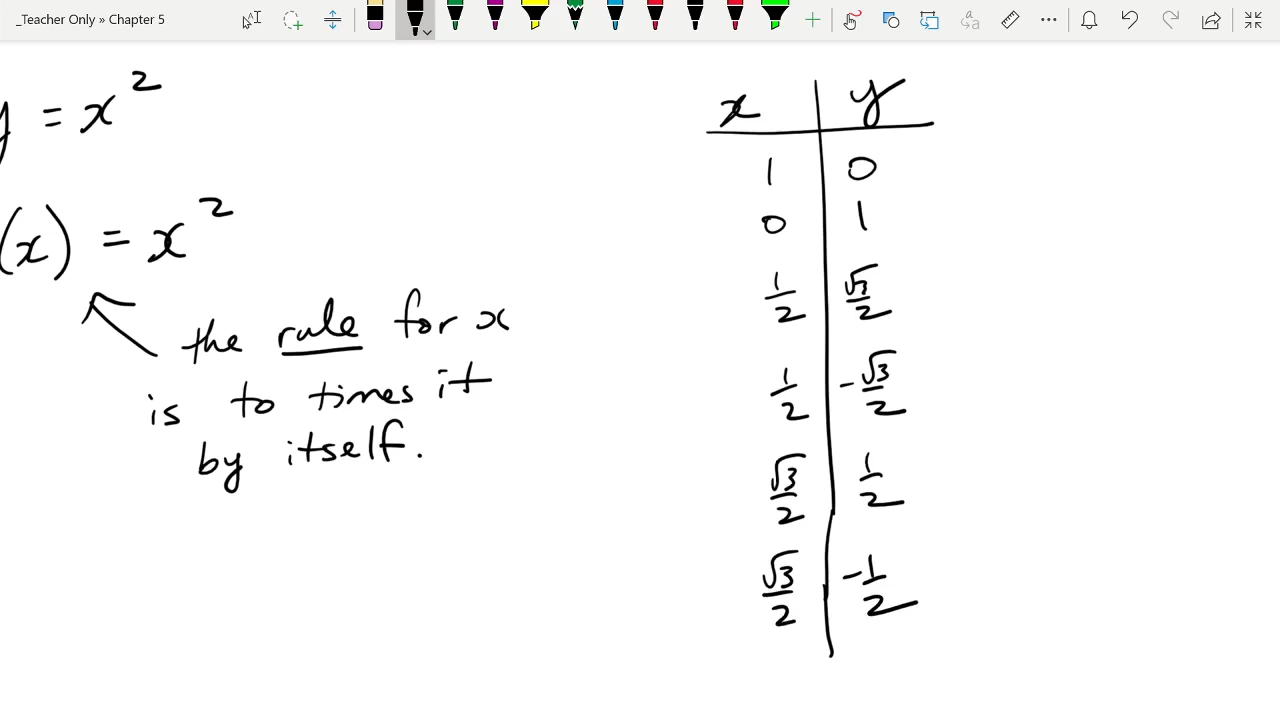 _Teacher Only » Chapter 5
y = x²
(x) = x²
the rule for x
is to times it
by itself.
x | y
1 | 0
0 | 1
1/2 | √3/2
1/2 | -√3/2
√3/2 | 1/2
√3/2 | -1/2